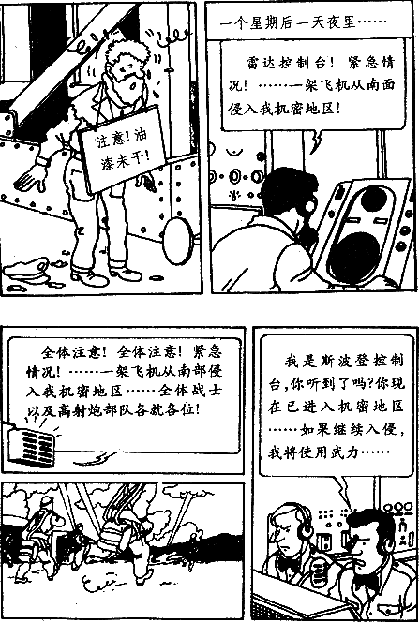 注意！油
漆未干！
一个星期后一天夜里……
雷达控制台！紧急情
况！……一架飞机从南面
侵入我机密地区！
全体注意！全体注意！紧急
情况！……一架飞机从南部侵
入我机密地区……全体战士
以及高射炮部队各就各位！
我是斯波登控制
台，你听到了吗？你现
在已进入机密地区
……如果继续入侵，
我将使用武力……